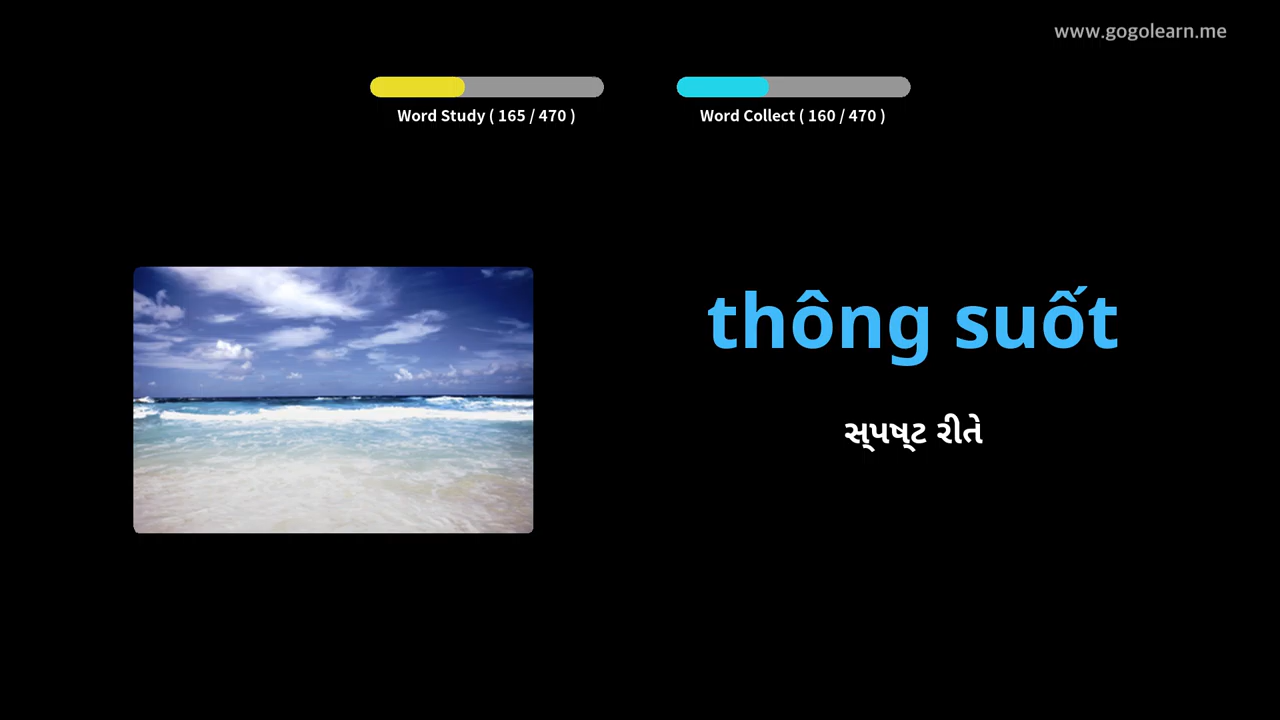 www.gogolearn.me
Word Study ( 165 / 470 )
Word Collect ( 160 / 470 )
thông suốt
સ્પષ્ટ રીતે